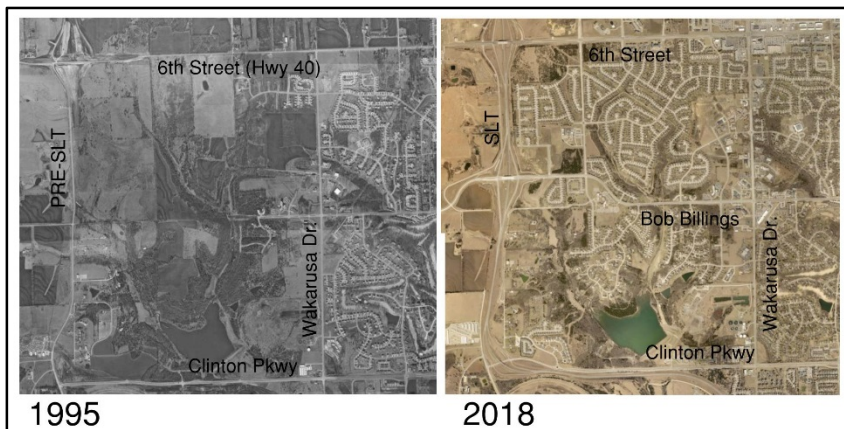 6th Street (Hwy 40)
PRE-SLT
Wakarusa Dr.
Clinton Pkwy
1995
6th Street
SLT
Bob Billings
Wakarusa Dr.
Clinton Pkwy
2018